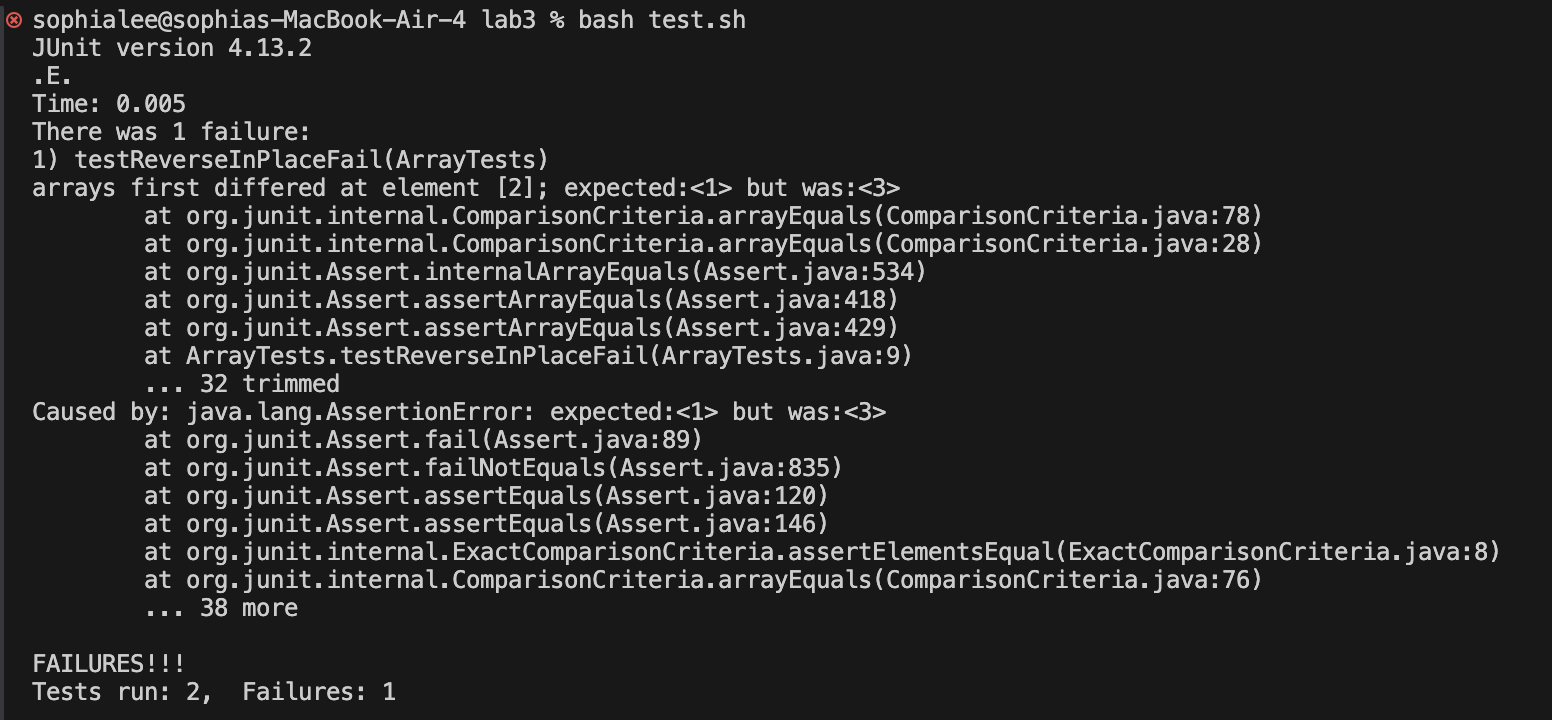 sophialee@sophias-MacBook-Air-4 lab3 % bash test.sh
JUnit version 4.13.2
.E.
Time: 0.005
There was 1 failure:
1) testReverseInPlaceFail(ArrayTests)
arrays first differed at element [2]; expected:<1> but was:<3>
        at org.junit.internal.ComparisonCriteria.arrayEquals(ComparisonCriteria.java:78)
        at org.junit.internal.ComparisonCriteria.arrayEquals(ComparisonCriteria.java:28)
        at org.junit.Assert.internalArrayEquals(Assert.java:534)
        at org.junit.Assert.assertArrayEquals(Assert.java:418)
        at org.junit.Assert.assertArrayEquals(Assert.java:429)
        at ArrayTests.testReverseInPlaceFail(ArrayTests.java:9)
        ... 32 trimmed
Caused by: java.lang.AssertionError: expected:<1> but was:<3>
        at org.junit.Assert.fail(Assert.java:89)
        at org.junit.Assert.failNotEquals(Assert.java:835)
        at org.junit.Assert.assertEquals(Assert.java:120)
        at org.junit.Assert.assertEquals(Assert.java:146)
        at org.junit.internal.ExactComparisonCriteria.assertElementsEqual(ExactComparisonCriteria.java:8)
        at org.junit.internal.ComparisonCriteria.arrayEquals(ComparisonCriteria.java:76)
        ... 38 more

FAILURES!!!
Tests run: 2,  Failures: 1